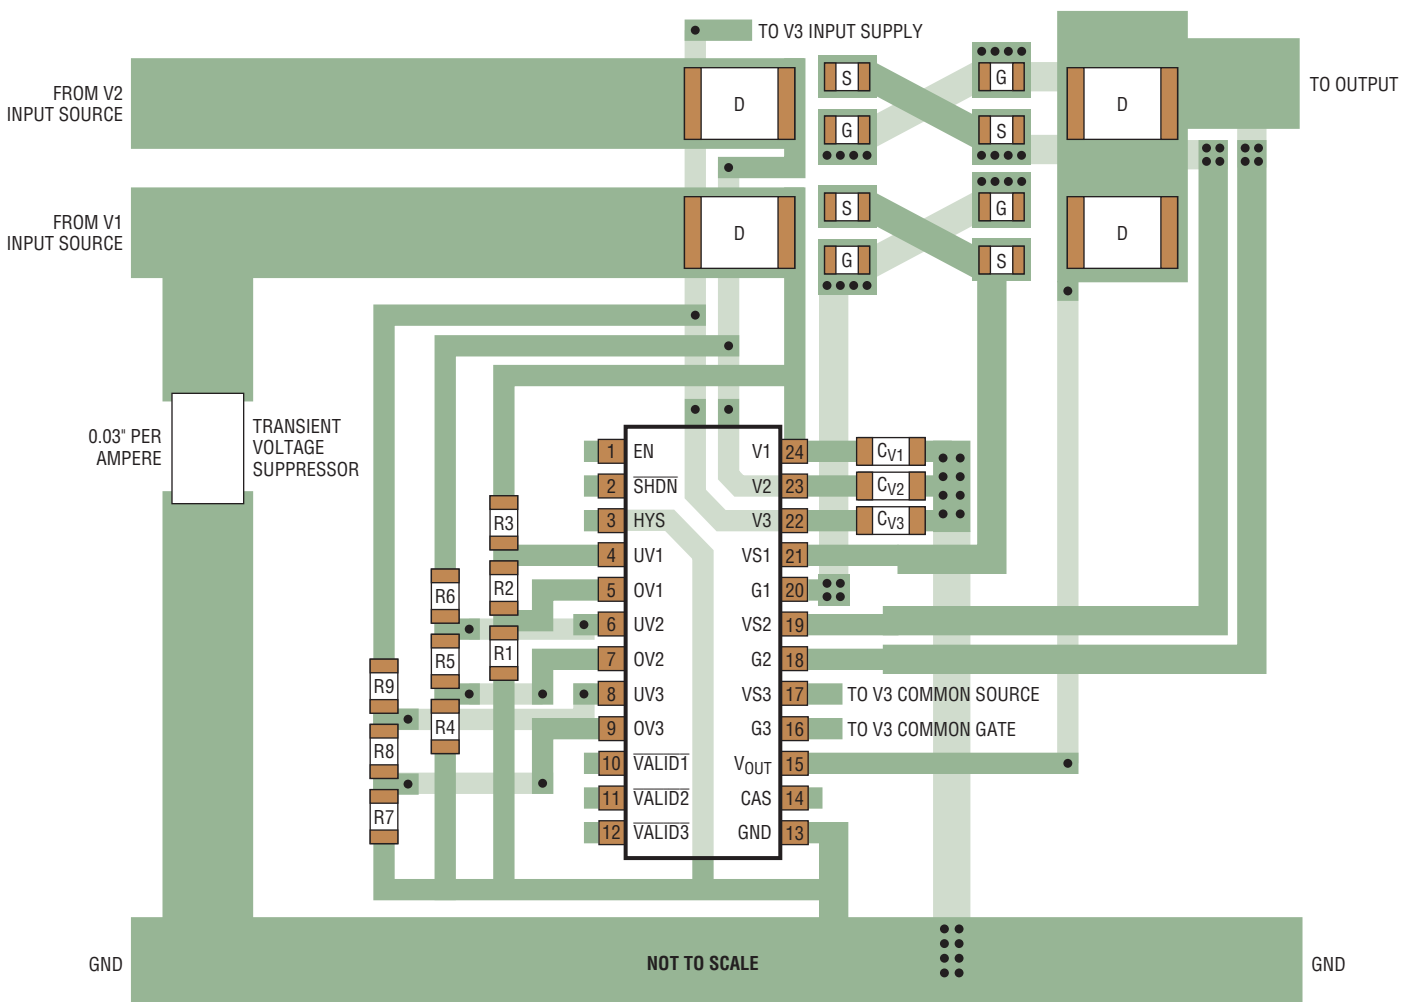 TO V3 INPUT SUPPLY
FROM V2
INPUT SOURCE
D
S
G
G
S
D
TO OUTPUT
FROM V1
INPUT SOURCE
D
S
G
G
S
D
0.03" PER
AMPERE
TRANSIENT
VOLTAGE
SUPPRESSOR
1 EN
2 SHDN
3 HYS
4 UV1
5 OV1
6 UV2
7 OV2
8 UV3
9 OV3
10 VALID1
11 VALID2
12 VALID3
V1 24
V2 23
V3 22
VS1 21
G1 20
VS2 19
G2 18
VS3 17
G3 16
VOUT 15
CAS 14
GND 13
CV1
CV2
CV3
TO V3 COMMON SOURCE
TO V3 COMMON GATE
R3
R2
R1
R6
R5
R4
R9
R8
R7
GND
NOT TO SCALE
GND